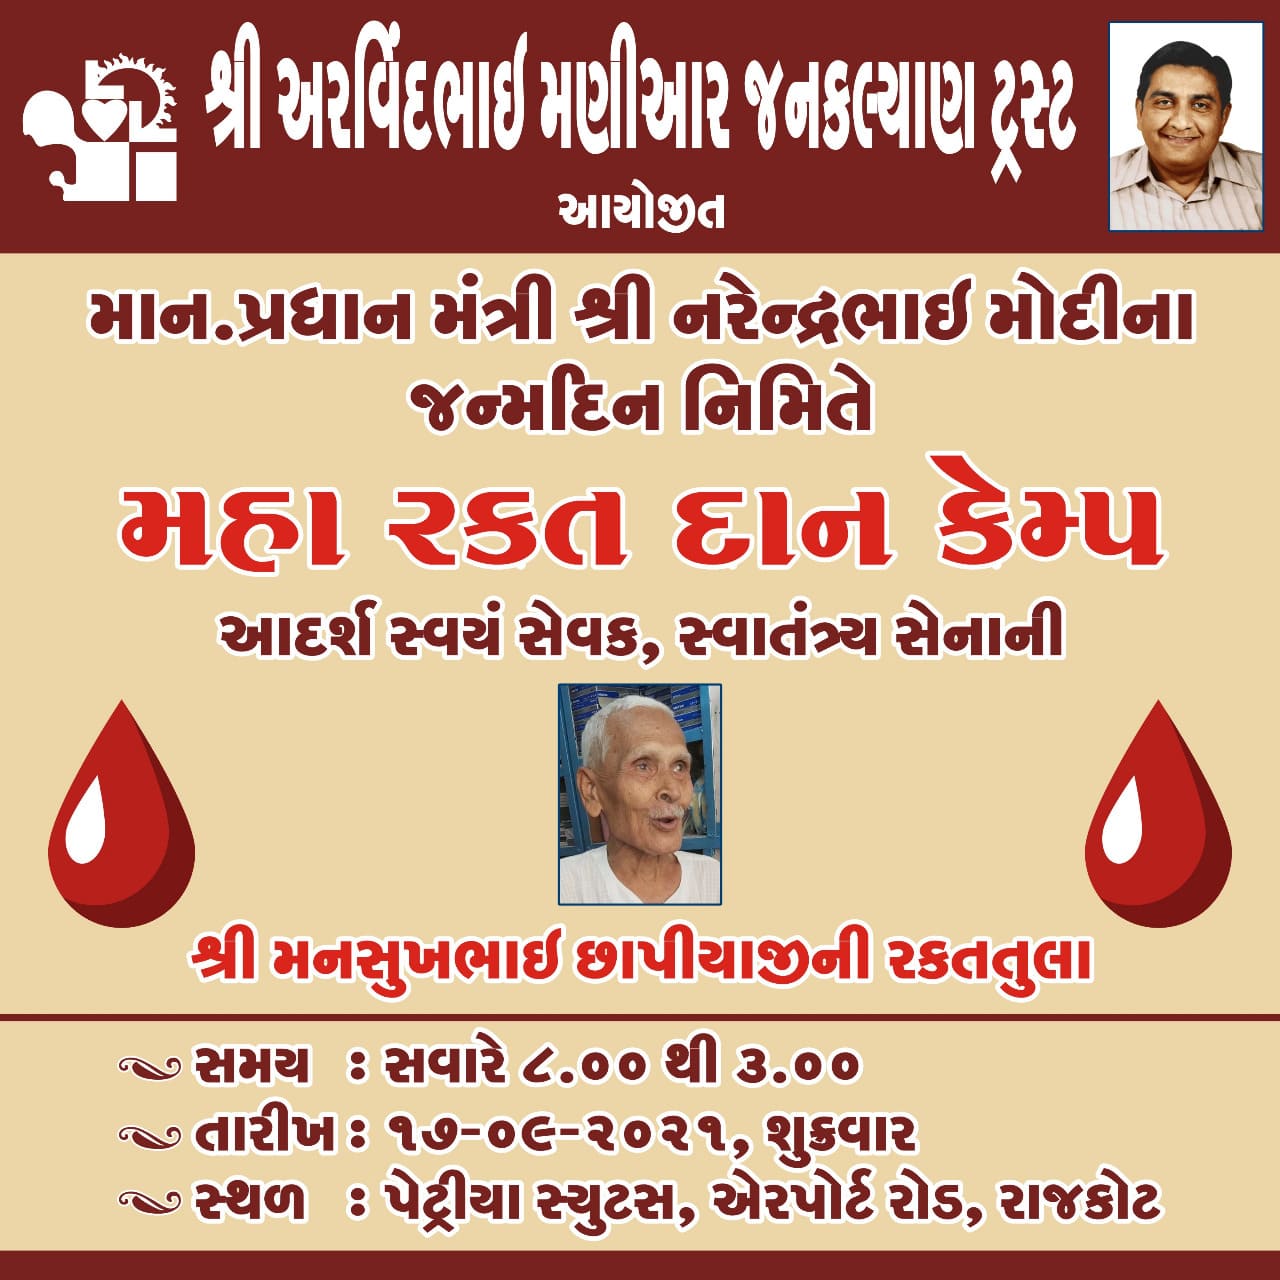 શ્રી અરવિંદભાઈ મણીઆર જનકલ્યાણ ટ્રસ્ટ
આયોજીત
માન.પ્રધાન મંત્રી શ્રી નરેન્દ્રભાઇ મોદીના
જન્મદિન નિમિતે
મહા રકત દાન કેમ્પ
આદર્શ સ્વયં સેવક, સ્વાતંત્ર્ય સેનાની
શ્રી મનસુખભાઇ છાપીયાજીની રકતતુલા
સમય : સવારે ૮.૦૦ થી ૩.૦૦
તારીખ : ૧૭-૦૯-૨૦૨૧, શુક્રવાર
સ્થળ : પેટ્રીયા સ્યુટસ, એરપોર્ટ રોડ, રાજકોટ